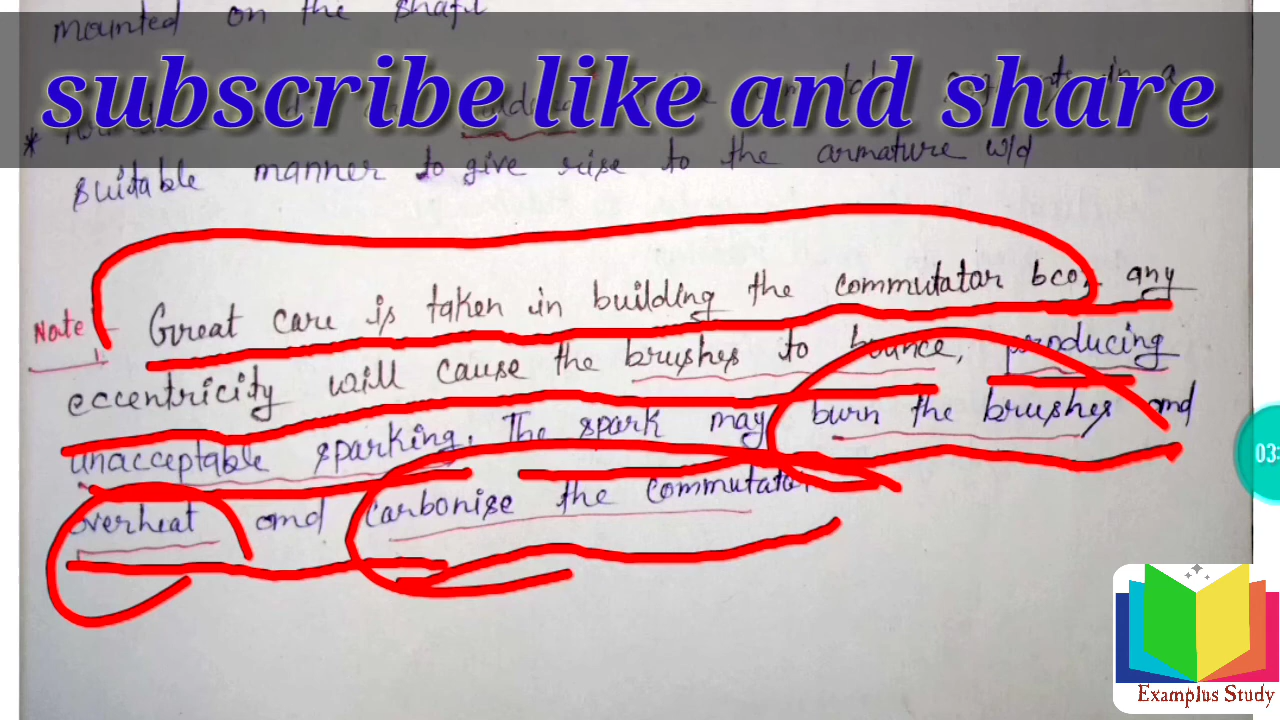 mounted on the shaft
subscribe like and share
*
suitable manner to give rise to the armature w/d
Note Great care is taken in building the commutator bcoz any
eccentricity will cause the brushes to bounce, producing
unacceptable sparking. The spark may burn the brushes and
overheat and carbonise the commutator
03:
Examplus Study